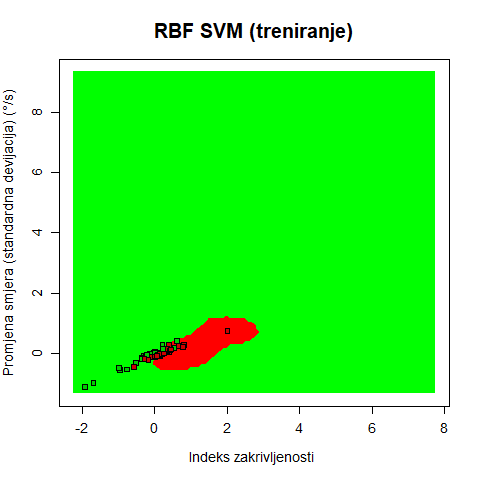 RBF SVM (treniranje)
Promjena smjera (standardna devijacija) (°/s)
8
6
4
2
0
-2 0 2 4 6 8
Indeks zakrivljenosti